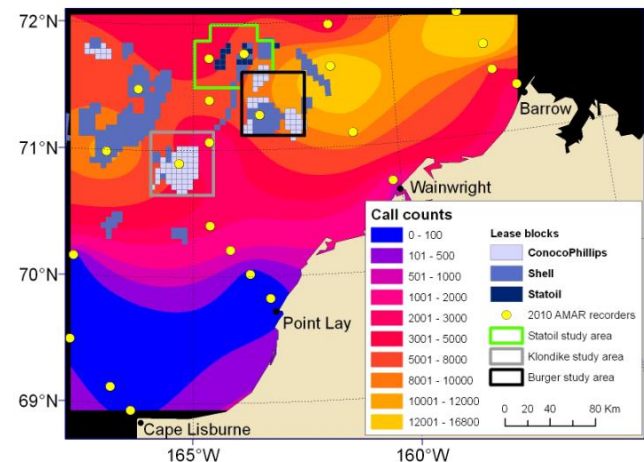 72°N
71°N
70°N
69°N
165°W
160°W
Barrow
Wainwright
Point Lay
Cape Lisburne
Call counts
0 - 100
101 - 500
501 - 1000
1001 - 2000
2001 - 3000
3001 - 5000
5001 - 8000
8001 - 10000
10001 - 12000
12001 - 16800
Lease blocks
ConocoPhillips
Shell
Statoil
2010 AMAR recorders
Statoil study area
Klondike study area
Burger study area
0 20 40 80 Km